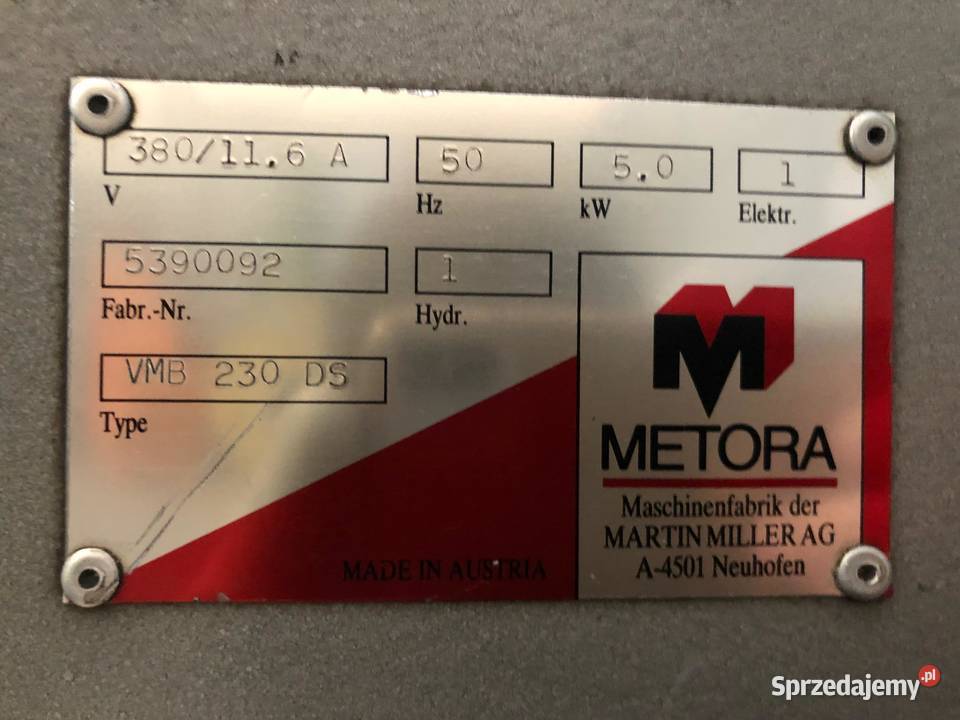 380/11.6 A
V
50
Hz
5.0
kW
1
Elektr.
5390092
Fabr.-Nr.
1
Hydr.
VMB 230 DS
Type
M
METORA
Maschinenfabrik der
MARTIN MILLER AG
A-4501 Neuhofen
MADE IN AUSTRIA
Sprzedajemy.pl